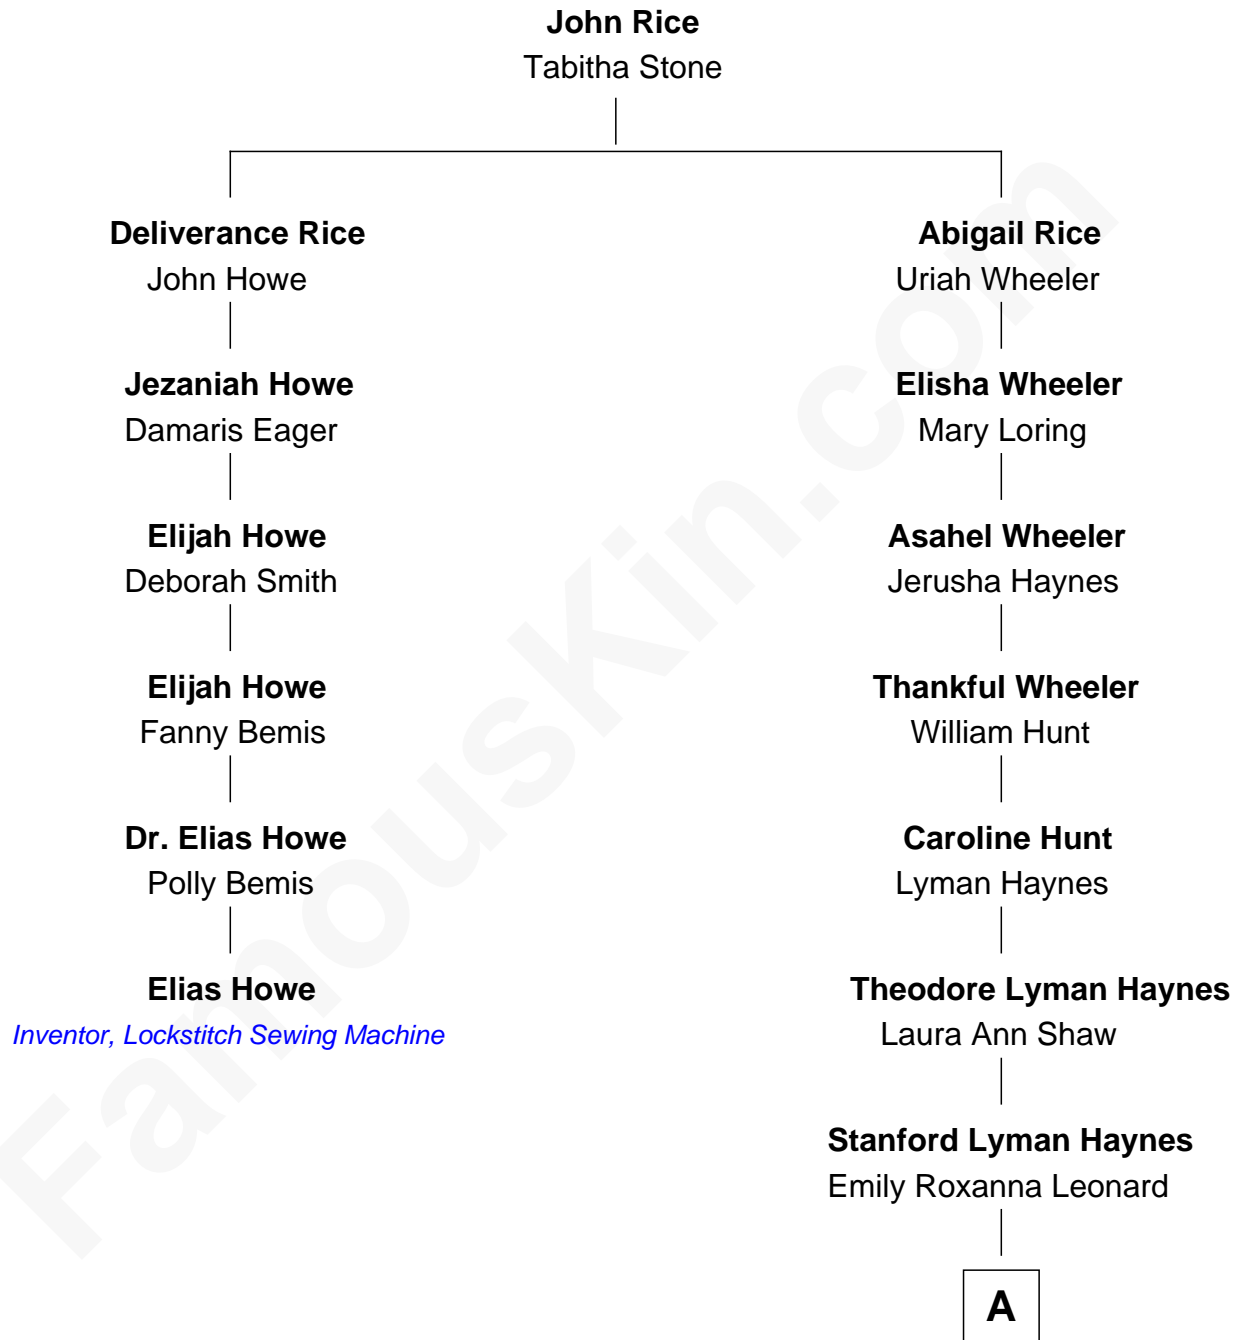 John Rice
Tabitha Stone
Deliverance Rice
John Howe
Abigail Rice
Uriah Wheeler
Jezaniah Howe
Damaris Eager
Elisha Wheeler
Mary Loring
Elijah Howe
Deborah Smith
Asahel Wheeler
Jerusha Haynes
Elijah Howe
Fanny Bemis
Thankful Wheeler
William Hunt
Dr. Elias Howe
Polly Bemis
Caroline Hunt
Lyman Haynes
Elias Howe
Inventor, Lockstitch Sewing Machine
Theodore Lyman Haynes
Laura Ann Shaw
Stanford Lyman Haynes
Emily Roxanna Leonard
A
FamousKin.com